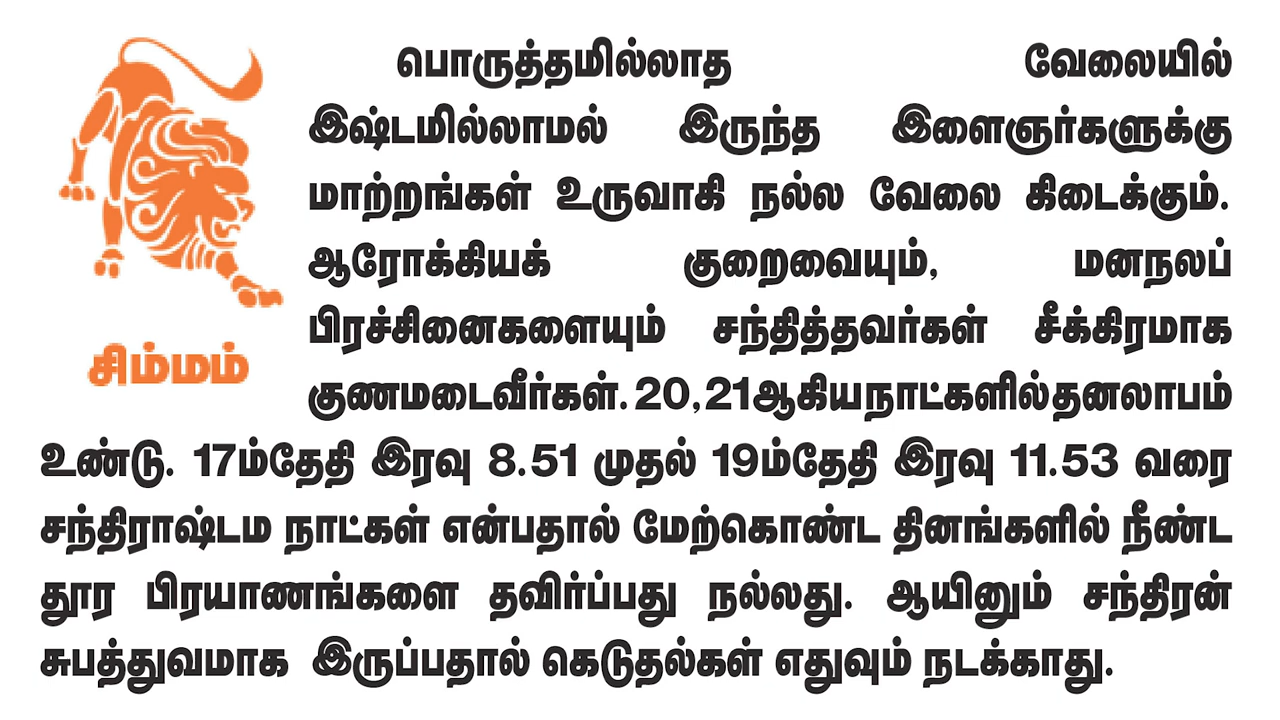 பொருத்தமில்லாத வேலையில்
இஷ்டமில்லாமல் இருந்த இளைஞர்களுக்கு
மாற்றங்கள் உருவாகி நல்ல வேலை கிடைக்கும்.
ஆரோக்கியக் குறைவையும், மனநலப்
பிரச்சினைகளையும் சந்தித்தவர்கள் சீக்கிரமாக
குணமடைவீர்கள். 20, 21 ஆகிய நாட்களில் தனலாபம்
உண்டு. 17ம்தேதி இரவு 8.51 முதல் 19ம்தேதி இரவு 11.53 வரை
சந்திராஷ்டம நாட்கள் என்பதால் மேற்கொண்ட தினங்களில் நீண்ட
தூர பிரயாணங்களை தவிர்ப்பது நல்லது. ஆயினும் சந்திரன்
சுபத்துவமாக இருப்பதால் கெடுதல்கள் எதுவும் நடக்காது.
சிம்மம்